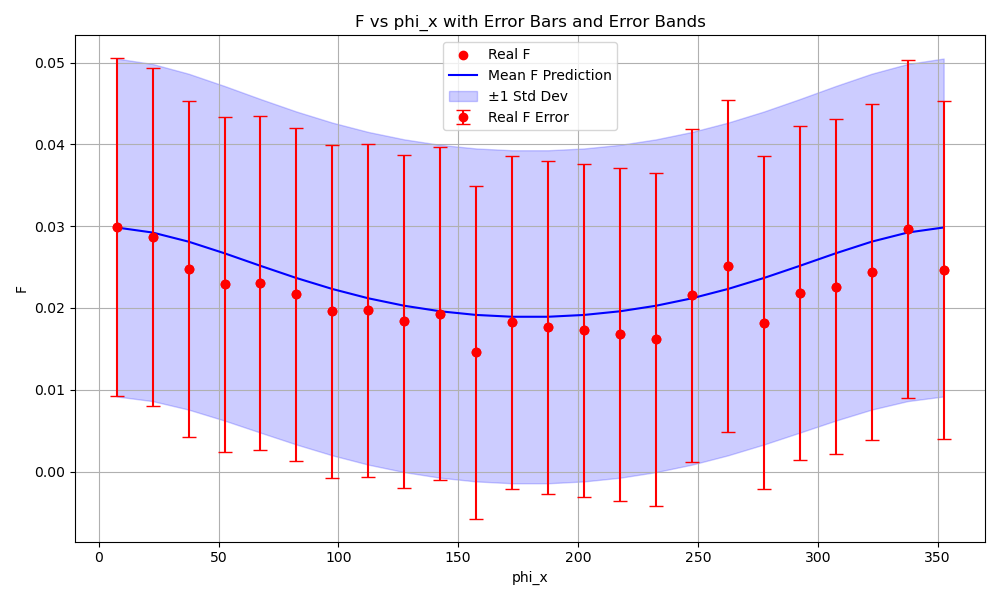 F vs phi_x with Error Bars and Error Bands
Real F
Mean F Prediction
±1 Std Dev
Real F Error
F
0.05
0.04
0.03
0.02
0.01
0.00
0 50 100 150 200 250 300 350
phi_x